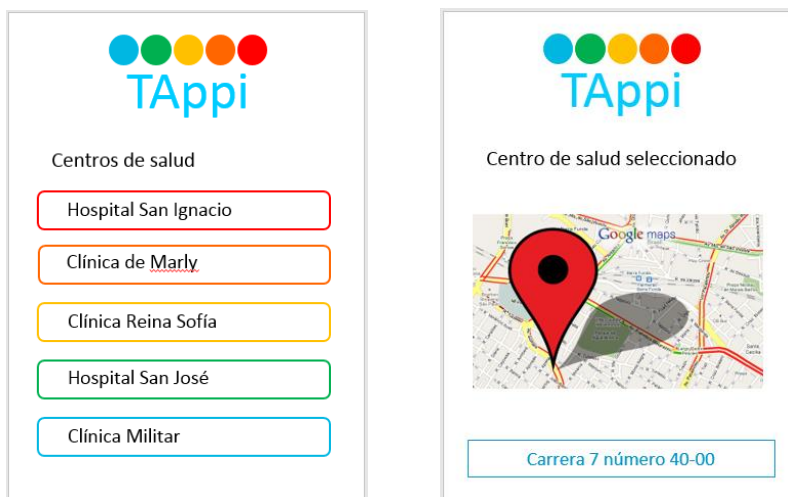 TAppi
Centros de salud
Hospital San Ignacio
Clínica de Marly
Clínica Reina Sofía
Hospital San José
Clínica Militar
TAppi
Centro de salud seleccionado
Google maps
Carrera 7 número 40-00